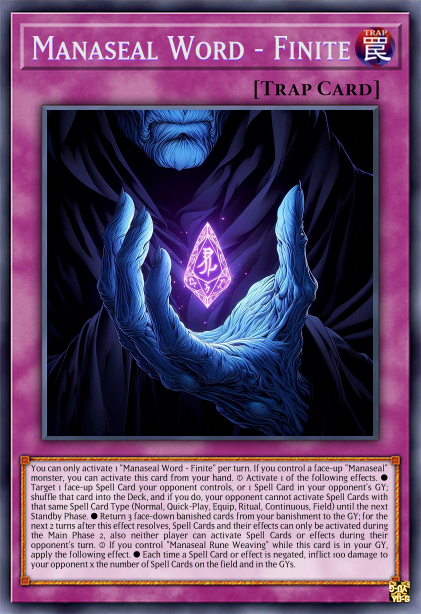 Manaseal Word - Finite
TRAP
罠
[Trap Card]
You can only activate 1 "Manaseal Word - Finite" per turn. If you control a face-up "Manaseal"
monster, you can activate this card from your hand. ① Activate 1 of the following effects. ●
Target 1 face-up Spell Card your opponent controls, or 1 Spell Card in your opponent's GY;
shuffle that card into the Deck, and if you do, your opponent cannot activate Spell Cards with
that same Spell Card Type (Normal, Quick-Play, Equip, Ritual, Continuous, Field) until the next
Standby Phase. ● Return 3 face-down banished cards from your banishment to the GY; for the
next 2 turns after this effect resolves, Spell Cards and their effects can only be activated during
the Main Phase 2, also neither player can activate Spell Cards or effects during their
opponent's turn. ② If you control "Manaseal Rune Weaving" while this card is in your GY,
apply the following effect. ● Each time a Spell Card or effect is negated, inflict 100 damage to
your opponent x the number of Spell Cards on the field and in the GYs.